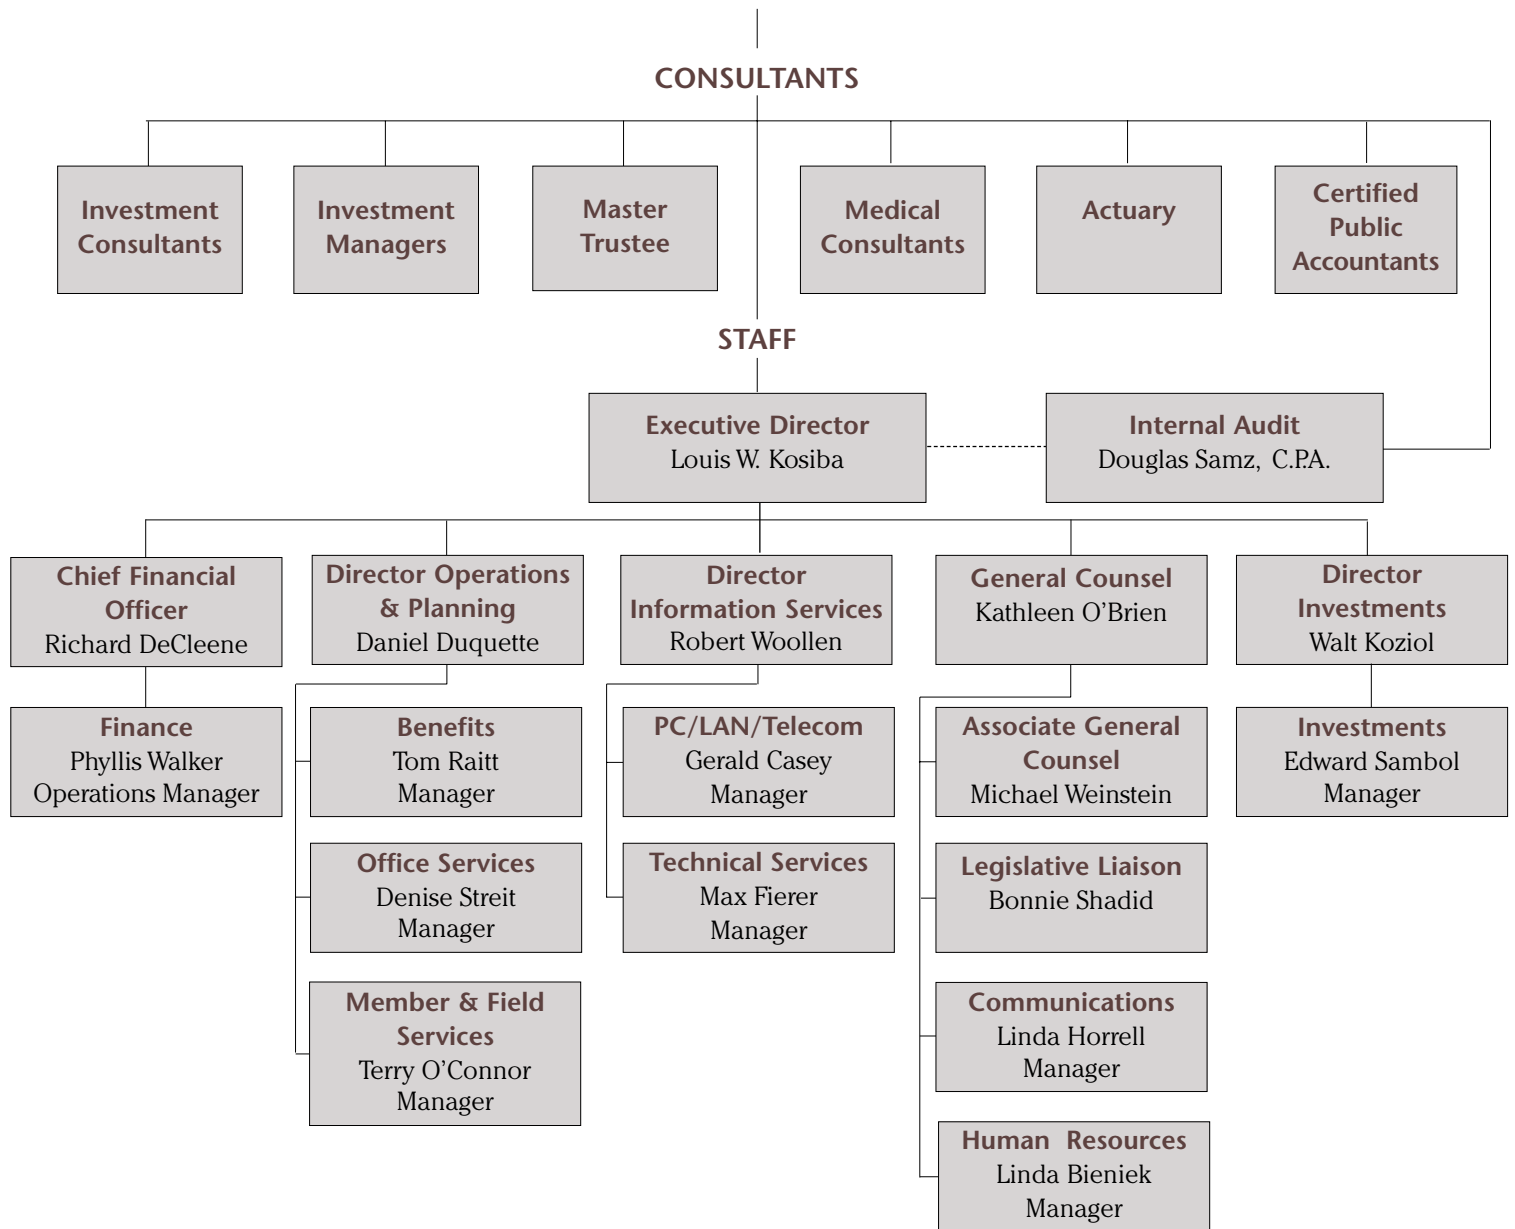 CONSULTANTS
Investment
Consultants
Investment
Managers
Master
Trustee
Medical
Consultants
Actuary
Certified
Public
Accountants
STAFF
Executive Director
Louis W. Kosiba
Internal Audit
Douglas Samz, C.P.A.
Chief Financial
Officer
Richard DeCleene
Director Operations
& Planning
Daniel Duquette
Director
Information Services
Robert Woollen
General Counsel
Kathleen O’Brien
Director
Investments
Walt Koziol
Finance
Phyllis Walker
Operations Manager
Benefits
Tom Raitt
Manager
PC/LAN/Telecom
Gerald Casey
Manager
Associate General
Counsel
Michael Weinstein
Investments
Edward Sambol
Manager
Office Services
Denise Streit
Manager
Technical Services
Max Fierer
Manager
Legislative Liaison
Bonnie Shadid
Member & Field
Services
Terry O’Connor
Manager
Communications
Linda Horrell
Manager
Human Resources
Linda Bieniek
Manager